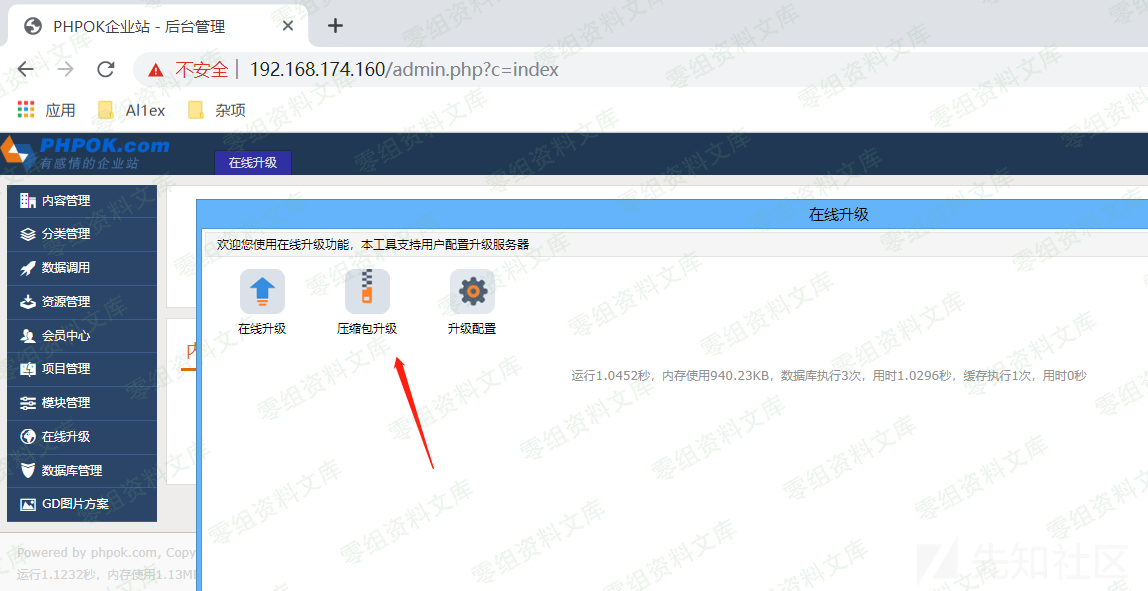 PHPOK企业站 - 后台管理
不安全 | 192.168.174.160/admin.php?c=index
应用 Al1ex 杂项
PHPOK.com
有感情的企业站
在线升级
内容管理
分类管理
数据调用
资源管理
会员中心
项目管理
模块管理
在线升级
数据库管理
GD图片方案
在线升级
欢迎您使用在线升级功能，本工具支持用户配置升级服务器
在线升级 压缩包升级 升级配置
运行1.0452秒，内存使用940.23KB，数据库执行3次，用时1.0296秒，缓存执行1次，用时0秒
内
Powered by phpok.com, Copy
运行1.1232秒，内存使用1.13M
零组资料文库
先知社区